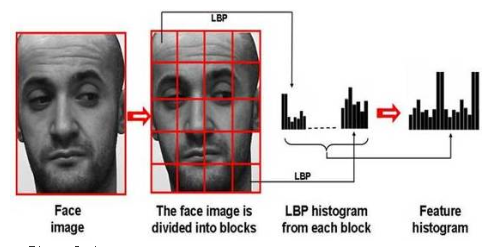 LBP
LBP
Face
image
The face image is
divided into blocks
LBP histogram
from each block
Feature
histogram